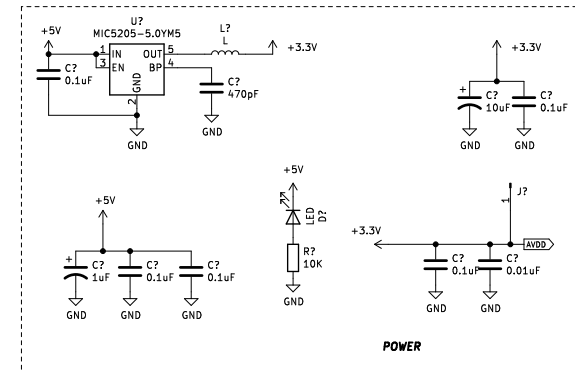 U?
MIC5205-5.0YM5
+5V
1 IN
3 EN
OUT 5
BP 4
GND
2
C?
0.1uF
GND
L?
L
+3.3V
C?
470pF
GND
+3.3V
+
C?
10uF
C?
0.1uF
GND
GND
+5V
+
C?
1uF
C?
0.1uF
C?
0.1uF
GND
GND
GND
+5V
LED
D?
R?
10K
GND
J?
1
+3.3V
AVDD
C?
0.1uF
C?
0.01uF
GND
GND
POWER